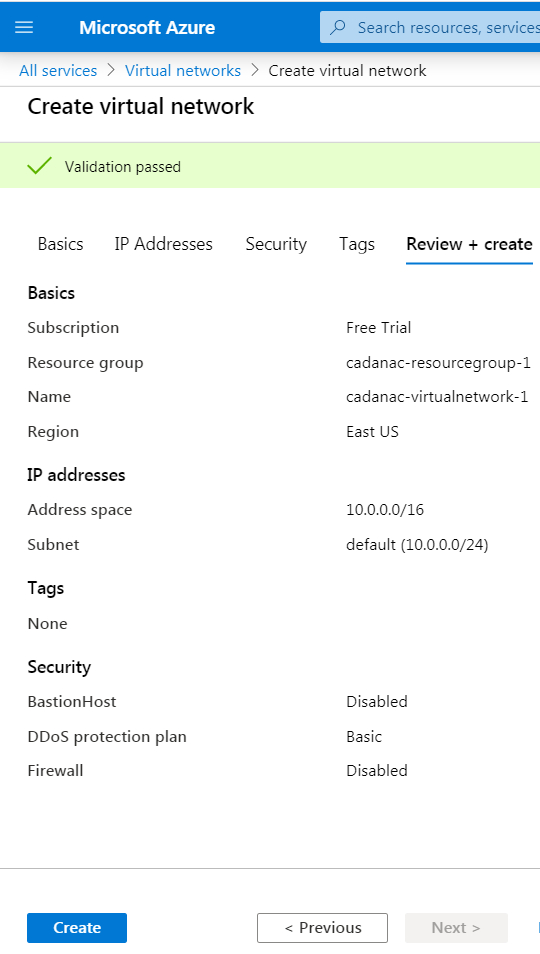 Microsoft Azure
Search resources, services
All services > Virtual networks > Create virtual network
Create virtual network
Validation passed
Basics IP Addresses Security Tags Review + create
Basics
Subscription Free Trial
Resource group cadanac-resourcegroup-1
Name cadanac-virtualnetwork-1
Region East US
IP addresses
Address space 10.0.0.0/16
Subnet default (10.0.0.0/24)
Tags
None
Security
BastionHost Disabled
DDoS protection plan Basic
Firewall Disabled
Create < Previous Next >